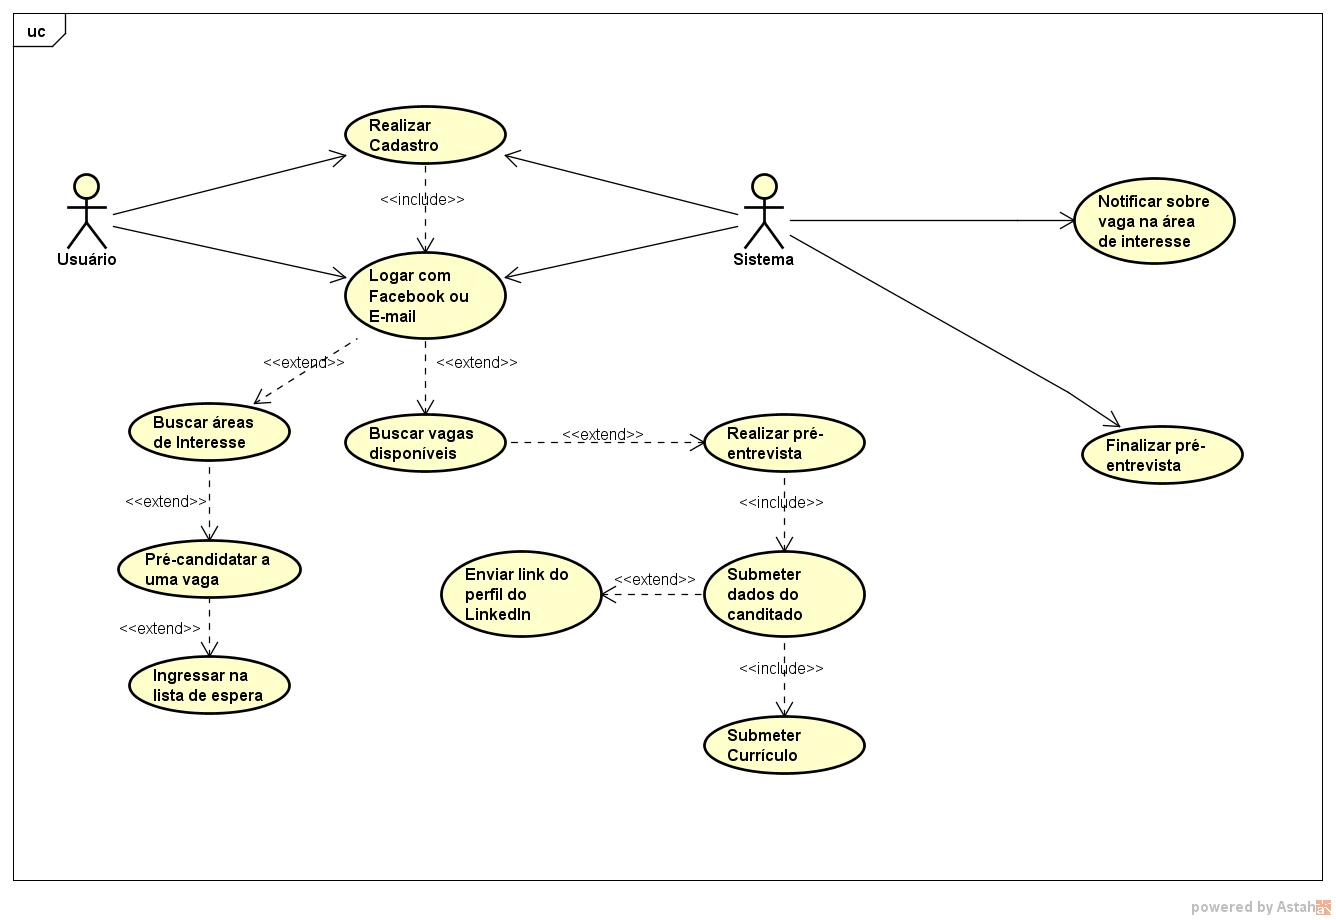 uc
Realizar
Cadastro
<<include>>
Usuário
Sistema
Notificar sobre
vaga na área
de interesse
Logar com
Facebook ou
E-mail
<<extend>>
<<extend>>
Buscar áreas
de Interesse
Buscar vagas
disponíveis
<<extend>>
Realizar pré-
entrevista
Finalizar pré-
entrevista
<<extend>>
<<include>>
Pré-candidatar a
uma vaga
Enviar link do
perfil do
LinkedIn
<<extend>>
Submeter
dados do
canditado
<<extend>>
<<include>>
Ingressar na
lista de espera
Submeter
Currículo
powered by Astah